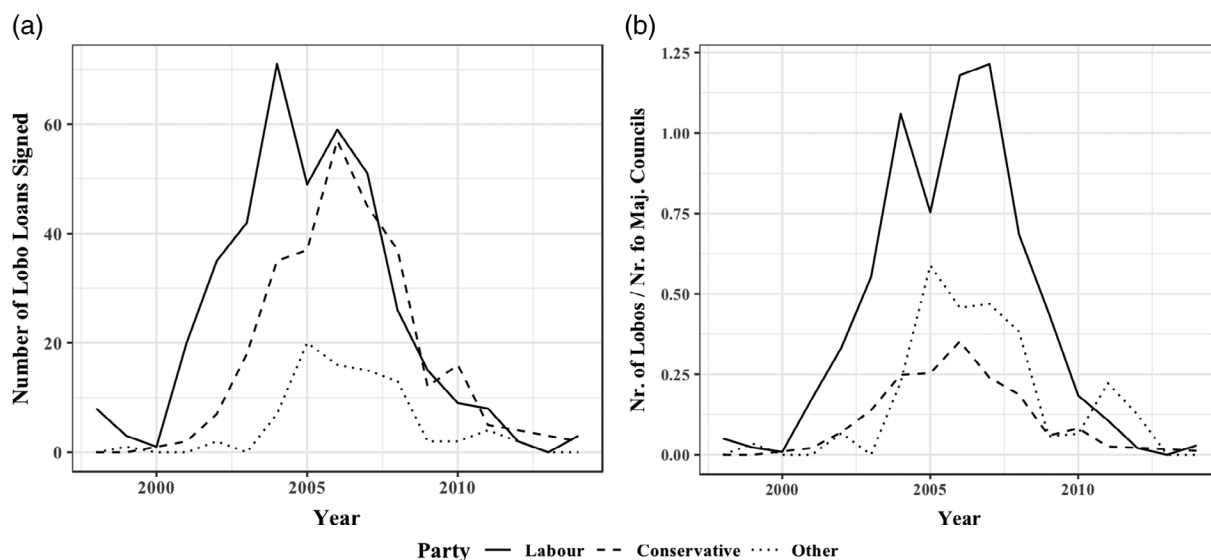 (a)
Number of Lobo Loans Signed
60
40
20
0
2000
2005
2010
Year
(b)
Nr. of Lobos / Nr. fo Maj. Councils
1.25
1.00
0.75
0.50
0.25
0.00
2000
2005
2010
Year
Party Labour Conservative Other